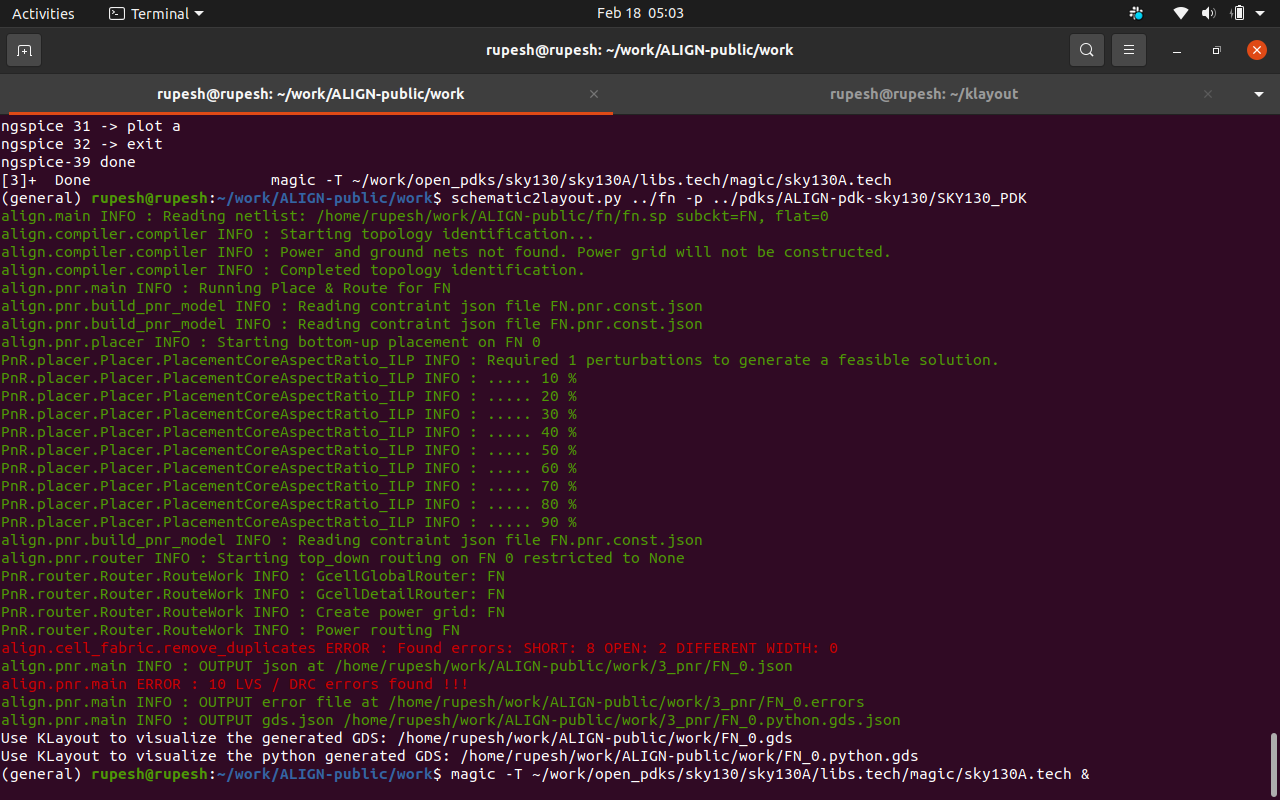 Activities Terminal Feb 18 05:03
rupesh@rupesh: ~/work/ALIGN-public/work
rupesh@rupesh: ~/work/ALIGN-public/work rupesh@rupesh: ~/klayout
ngspice 31 -> plot a
ngspice 32 -> exit
ngspice-39 done
[3]+  Done                    magic -T ~/work/open_pdks/sky130/sky130A/libs.tech/magic/sky130A.tech
(general) rupesh@rupesh:~/work/ALIGN-public/work$ schematic2layout.py ../fn -p ../pdks/ALIGN-pdk-sky130/SKY130_PDK
align.main INFO : Reading netlist: /home/rupesh/work/ALIGN-public/fn/fn.sp subckt=FN, flat=0
align.compiler.compiler INFO : Starting topology identification...
align.compiler.compiler INFO : Power and ground nets not found. Power grid will not be constructed.
align.compiler.compiler INFO : Completed topology identification.
align.pnr.main INFO : Running Place & Route for FN
align.pnr.build_pnr_model INFO : Reading contraint json file FN.pnr.const.json
align.pnr.build_pnr_model INFO : Reading contraint json file FN.pnr.const.json
align.pnr.placer INFO : Starting bottom-up placement on FN 0
PnR.placer.Placer.PlacementCoreAspectRatio_ILP INFO : Required 1 perturbations to generate a feasible solution.
PnR.placer.Placer.PlacementCoreAspectRatio_ILP INFO : ..... 10 %
PnR.placer.Placer.PlacementCoreAspectRatio_ILP INFO : ..... 20 %
PnR.placer.Placer.PlacementCoreAspectRatio_ILP INFO : ..... 30 %
PnR.placer.Placer.PlacementCoreAspectRatio_ILP INFO : ..... 40 %
PnR.placer.Placer.PlacementCoreAspectRatio_ILP INFO : ..... 50 %
PnR.placer.Placer.PlacementCoreAspectRatio_ILP INFO : ..... 60 %
PnR.placer.Placer.PlacementCoreAspectRatio_ILP INFO : ..... 70 %
PnR.placer.Placer.PlacementCoreAspectRatio_ILP INFO : ..... 80 %
PnR.placer.Placer.PlacementCoreAspectRatio_ILP INFO : ..... 90 %
align.pnr.build_pnr_model INFO : Reading contraint json file FN.pnr.const.json
align.pnr.router INFO : Starting top_down routing on FN 0 restricted to None
PnR.router.Router.RouteWork INFO : GcellGlobalRouter: FN
PnR.router.Router.RouteWork INFO : GcellDetailRouter: FN
PnR.router.Router.RouteWork INFO : Create power grid: FN
PnR.router.Router.RouteWork INFO : Power routing FN
align.cell_fabric.remove_duplicates ERROR : Found errors: SHORT: 8 OPEN: 2 DIFFERENT WIDTH: 0
align.pnr.main INFO : OUTPUT json at /home/rupesh/work/ALIGN-public/work/3_pnr/FN_0.json
align.pnr.main ERROR : 10 LVS / DRC errors found !!!
align.pnr.main INFO : OUTPUT error file at /home/rupesh/work/ALIGN-public/work/3_pnr/FN_0.errors
align.pnr.main INFO : OUTPUT gds.json /home/rupesh/work/ALIGN-public/work/3_pnr/FN_0.python.gds.json
Use KLayout to visualize the generated GDS: /home/rupesh/work/ALIGN-public/work/FN_0.gds
Use KLayout to visualize the python generated GDS: /home/rupesh/work/ALIGN-public/work/FN_0.python.gds
(general) rupesh@rupesh:~/work/ALIGN-public/work$ magic -T ~/work/open_pdks/sky130/sky130A/libs.tech/magic/sky130A.tech &